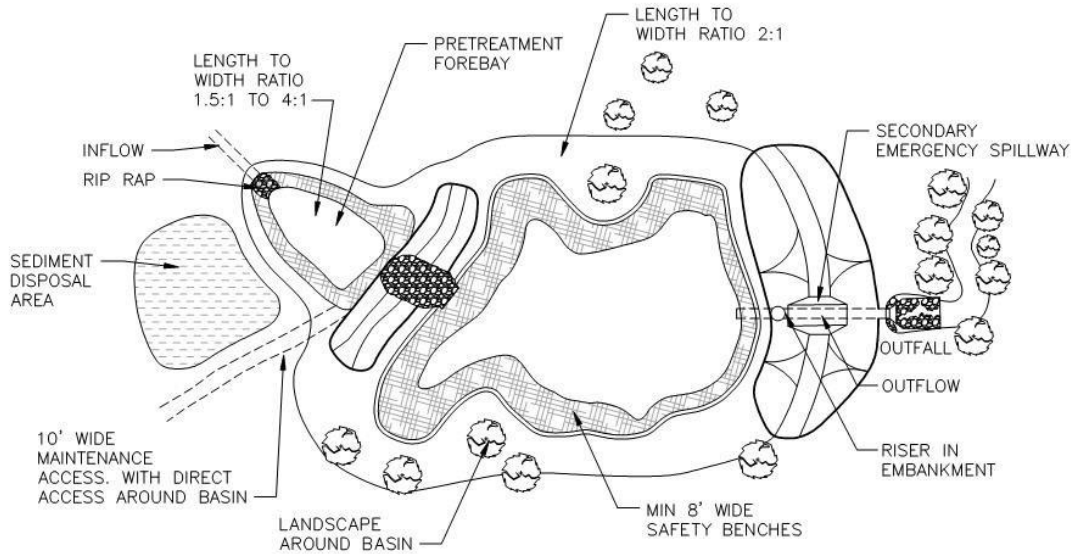 LENGTH TO
WIDTH RATIO 2:1
PRETREATMENT
FOREBAY
LENGTH TO
WIDTH RATIO
1.5:1 TO 4:1
INFLOW
RIP RAP
SECONDARY
EMERGENCY SPILLWAY
SEDIMENT
DISPOSAL
AREA
OUTFALL
OUTFLOW
10' WIDE
MAINTENANCE
ACCESS. WITH DIRECT
ACCESS AROUND BASIN
RISER IN
EMBANKMENT
LANDSCAPE
AROUND BASIN
MIN 8' WIDE
SAFETY BENCHES